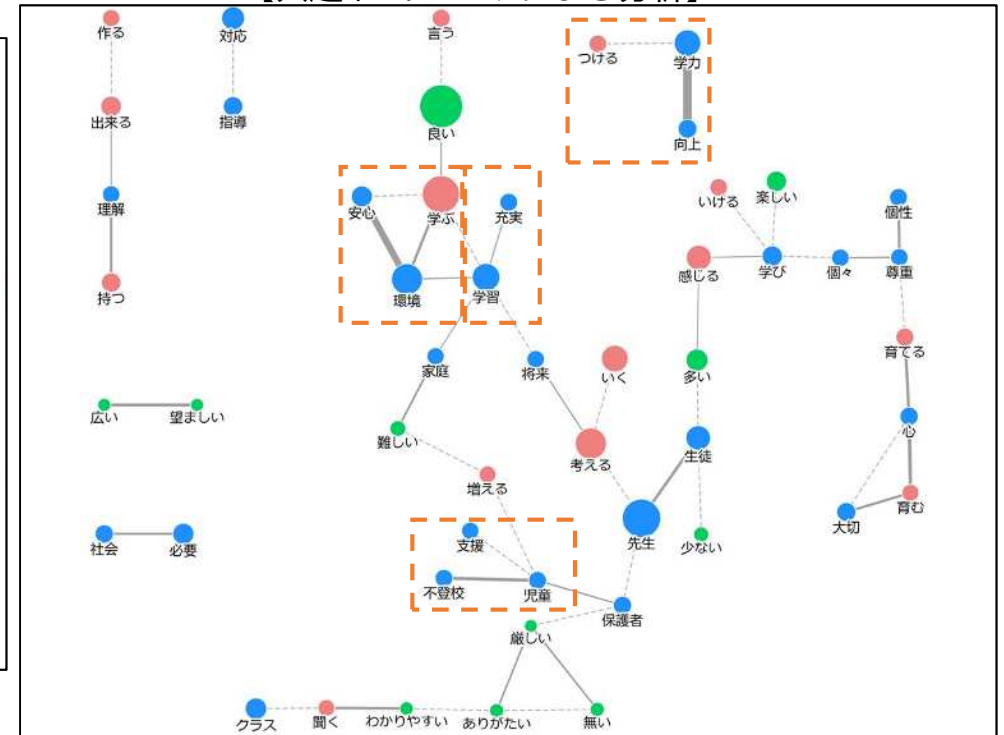 作る
対応
言う
つける
学力
出来る
指導
良い
向上
理解
安心
学ぶ
充実
いける
楽しい
個性
持つ
環境
学習
感じる
学び
個々
尊重
家庭
将来
いく
多い
育てる
広い
望ましい
難しい
考える
生徒
心
増える
育む
大切
社会
必要
支援
先生
少ない
不登校
児童
保護者
厳しい
クラス
聞く
わかりやすい
ありがたい
無い